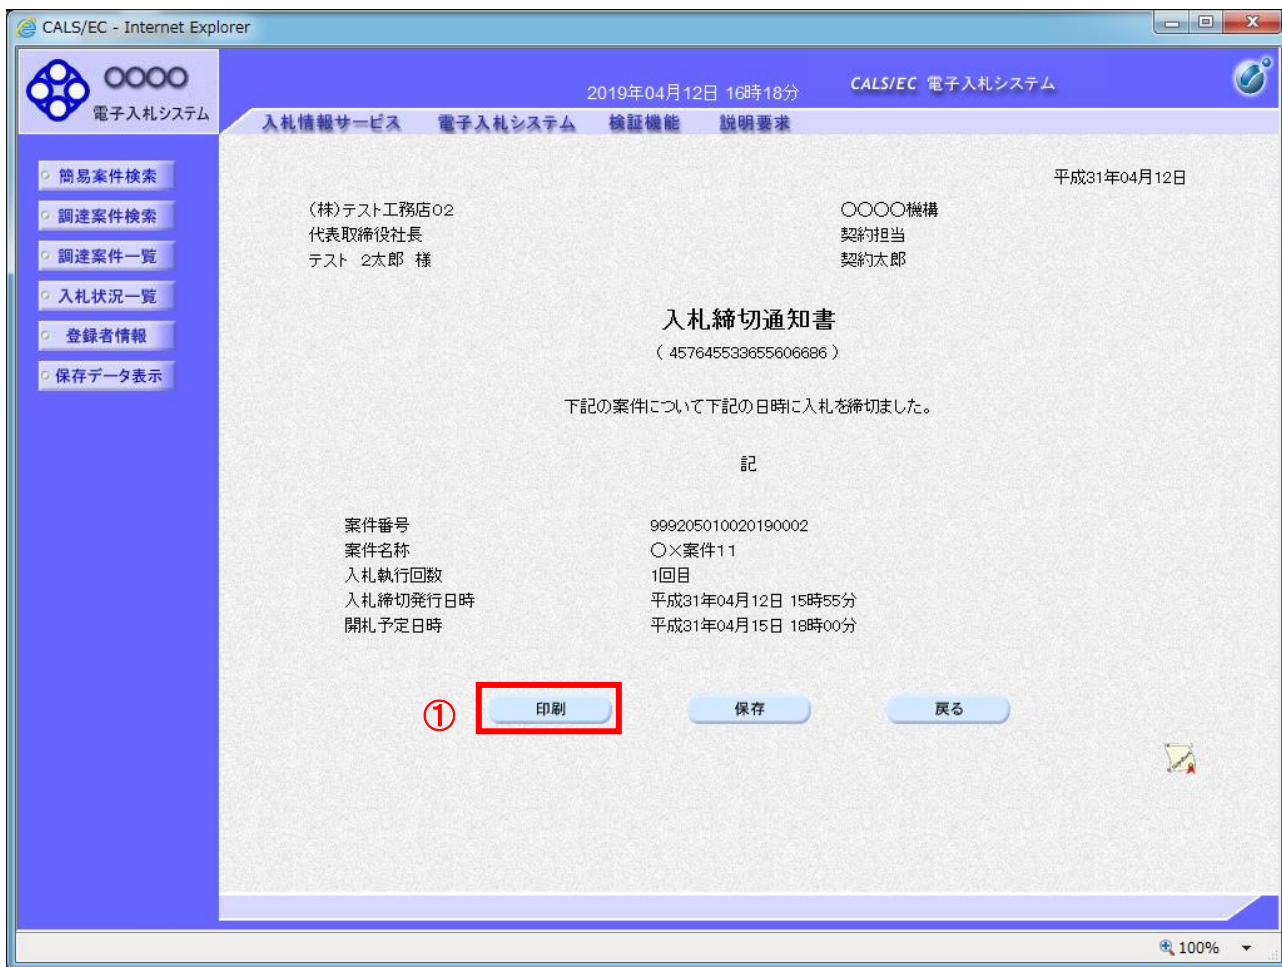 CALS/EC - Internet Explorer
○○○○
電子入札システム
2019年04月12日 16時18分
CALS/EC 電子入札システム
入札情報サービス 電子入札システム 検証機能 説明要求
簡易案件検索
調達案件検索
調達案件一覧
入札状況一覧
登録者情報
保存データ表示
平成31年04月12日
(株)テスト工務店02
代表取締役社長
テスト 2太郎 様
○○○○機構
契約担当
契約太郎
入札締切通知書
( 457645533655606686 )
下記の案件について下記の日時に入札を締切ました。
記
案件番号 999205010020190002
案件名称 ○×案件11
入札執行回数 1回目
入札締切発行日時 平成31年04月12日 15時55分
開札予定日時 平成31年04月15日 18時00分
① 印刷 保存 戻る
100%